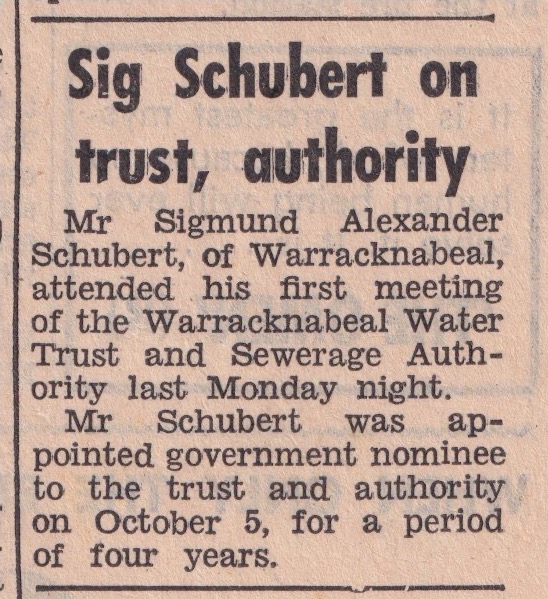 Sig Schubert on
trust, authority
Mr Sigmund Alexander
Schubert, of Warracknabeal,
attended his first meeting
of the Warracknabeal Water
Trust and Sewerage Auth-
ority last Monday night.
Mr Schubert was ap-
pointed government nominee
to the trust and authority
on October 5, for a period
of four years.